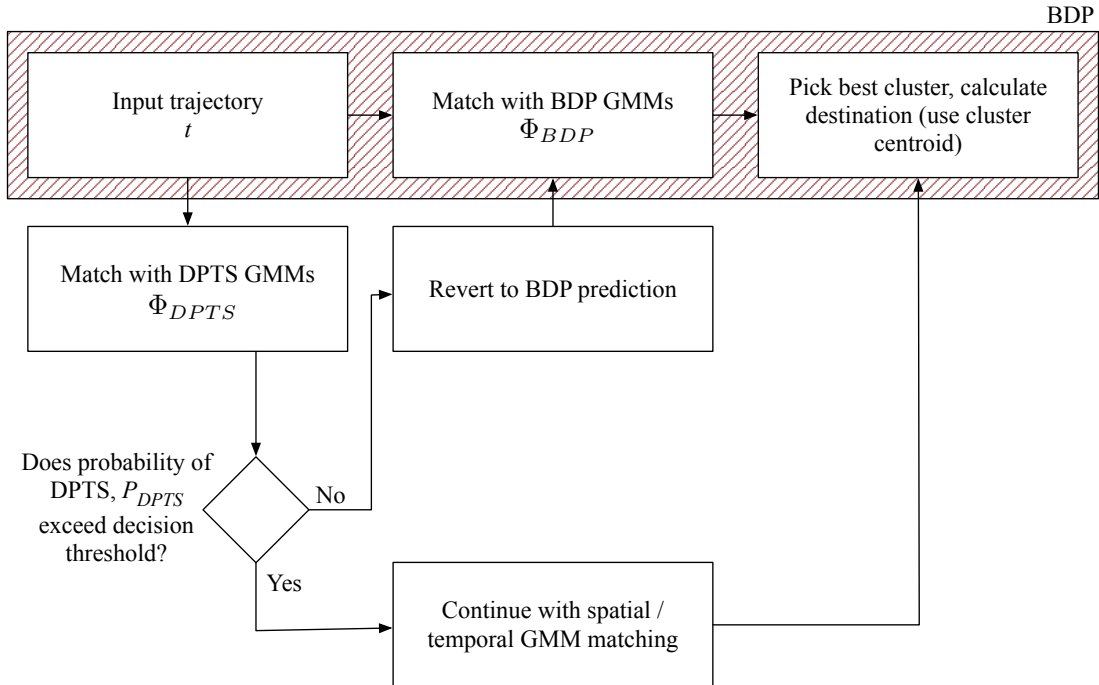 BDP
Input trajectory
t
Match with BDP GMMs
Φ_BDP
Pick best cluster, calculate
destination (use cluster
centroid)
Match with DPTS GMMs
Φ_DPTS
Revert to BDP prediction
Does probability of
DPTS, P_DPTS
exceed decision
threshold?
No
Yes
Continue with spatial /
temporal GMM matching